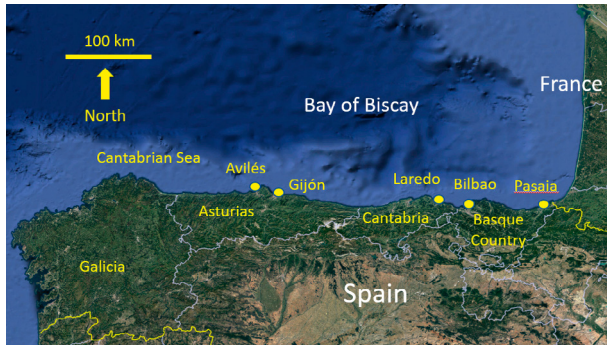 100 km
North
Bay of Biscay
France
Cantabrian Sea
Avilés
Gijón
Laredo
Bilbao
Pasaia
Asturias
Cantabria
Basque
Country
Galicia
Spain